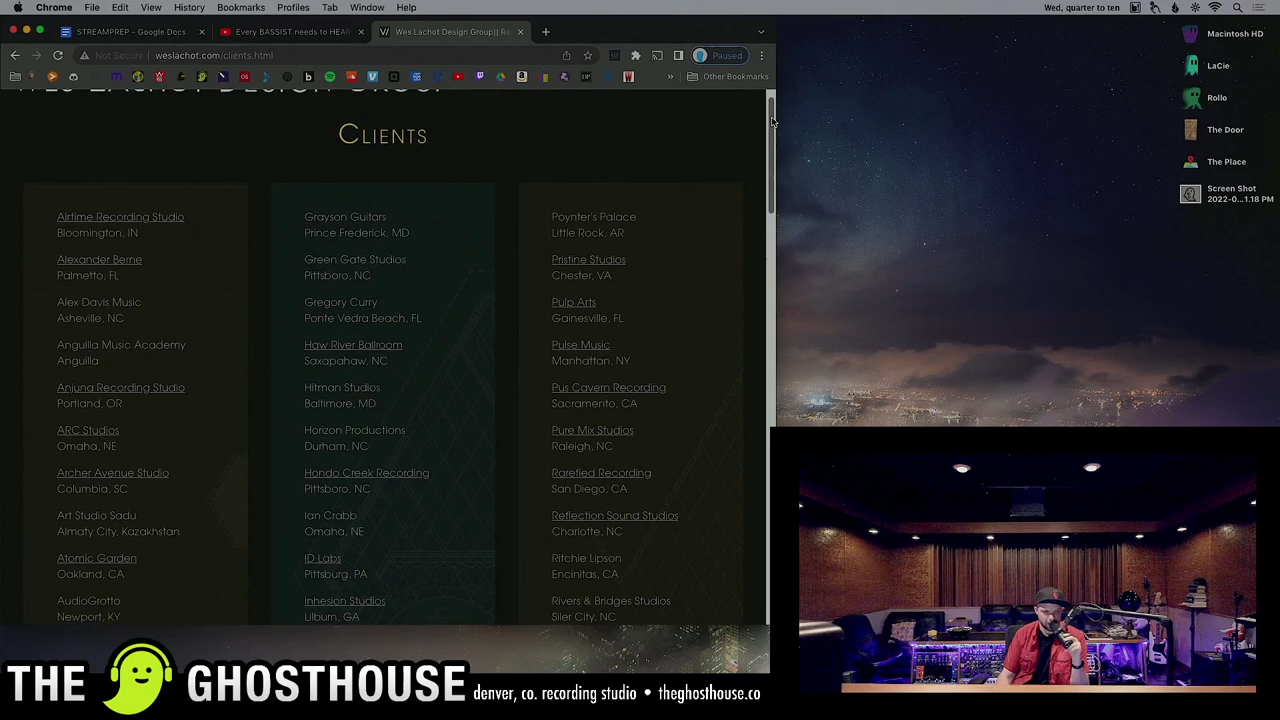 Chrome File Edit View History Bookmarks Profiles Tab Window Help
Wed, quarter to ten
STREAMPREP - Google Docs
Every BASSIST needs to HEAR
Wes Lachot Design Group|| Re
Not Secure weslachot.com/clients.html
Paused
Other Bookmarks
Clients
Airtime Recording Studio
Bloomington, IN
Alexander Berne
Palmetto, FL
Alex Davis Music
Asheville, NC
Anguilla Music Academy
Anguilla
Anjuna Recording Studio
Portland, OR
ARC Studios
Omaha, NE
Archer Avenue Studio
Columbia, SC
Art Studio Sadu
Almaty City, Kazakhstan
Atomic Garden
Oakland, CA
AudioGrotto
Newport, KY
Grayson Guitars
Prince Frederick, MD
Green Gate Studios
Pittsboro, NC
Gregory Curry
Ponte Vedra Beach, FL
Haw River Ballroom
Saxapahaw, NC
Hitman Studios
Baltimore, MD
Horizon Productions
Durham, NC
Hondo Creek Recording
Pittsboro, NC
Ian Crabb
Omaha, NE
ID Labs
Pittsburg, PA
Inhesion Studios
Lilburn, GA
Poynter's Palace
Little Rock, AR
Pristine Studios
Chester, VA
Pulp Arts
Gainesville, FL
Pulse Music
Manhattan, NY
Pus Cavern Recording
Sacramento, CA
Pure Mix Studios
Raleigh, NC
Rarefied Recording
San Diego, CA
Reflection Sound Studios
Charlotte, NC
Ritchie Lipson
Encinitas, CA
Rivers & Bridges Studios
Siler City, NC
Macintosh HD
LaCie
Rollo
The Door
The Place
Screen Shot
2022-0...1.18 PM
THE GHOSTHOUSE denver, co. recording studio • theghosthouse.co